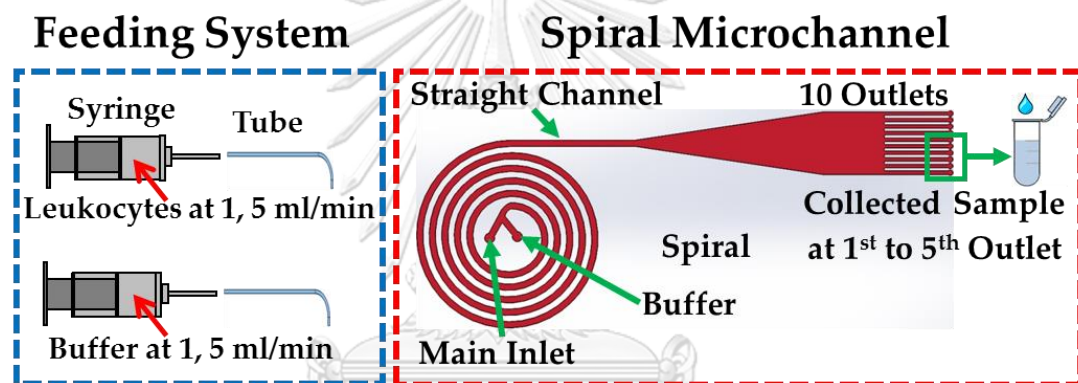 Feeding System
Spiral Microchannel
Syringe
Tube
Leukocytes at 1, 5 ml/min
Buffer at 1, 5 ml/min
Straight Channel
10 Outlets
Collected Sample
at 1st to 5th Outlet
Spiral
Buffer
Main Inlet